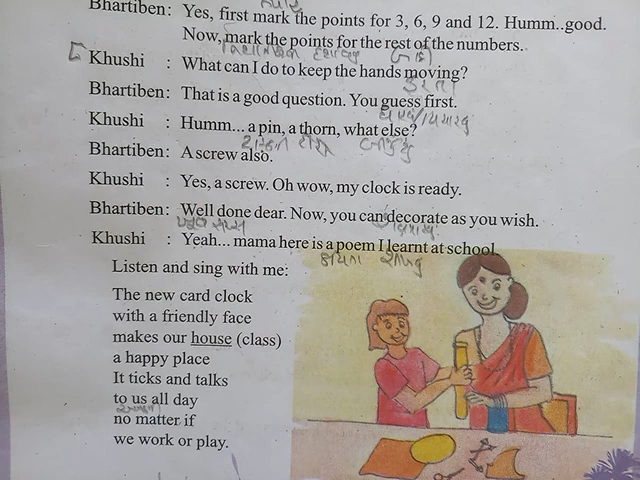 Bhartiben: Yes, first mark the points for 3, 6, 9 and 12. Humm..good.
Now, mark the points for the rest of the numbers.
Khushi : What can I do to keep the hands moving?
Bhartiben: That is a good question. You guess first.
Khushi : Humm... a pin, a thorn, what else?
Bhartiben: A screw also.
Khushi : Yes, a screw. Oh wow, my clock is ready.
Bhartiben: Well done dear. Now, you can decorate as you wish.
Khushi : Yeah... mama here is a poem I learnt at school.
કવિતા
Listen and sing with me:
The new card clock
with a friendly face
makes our house (class)
a happy place
It ticks and talks
to us all day
no matter if
we work or play.